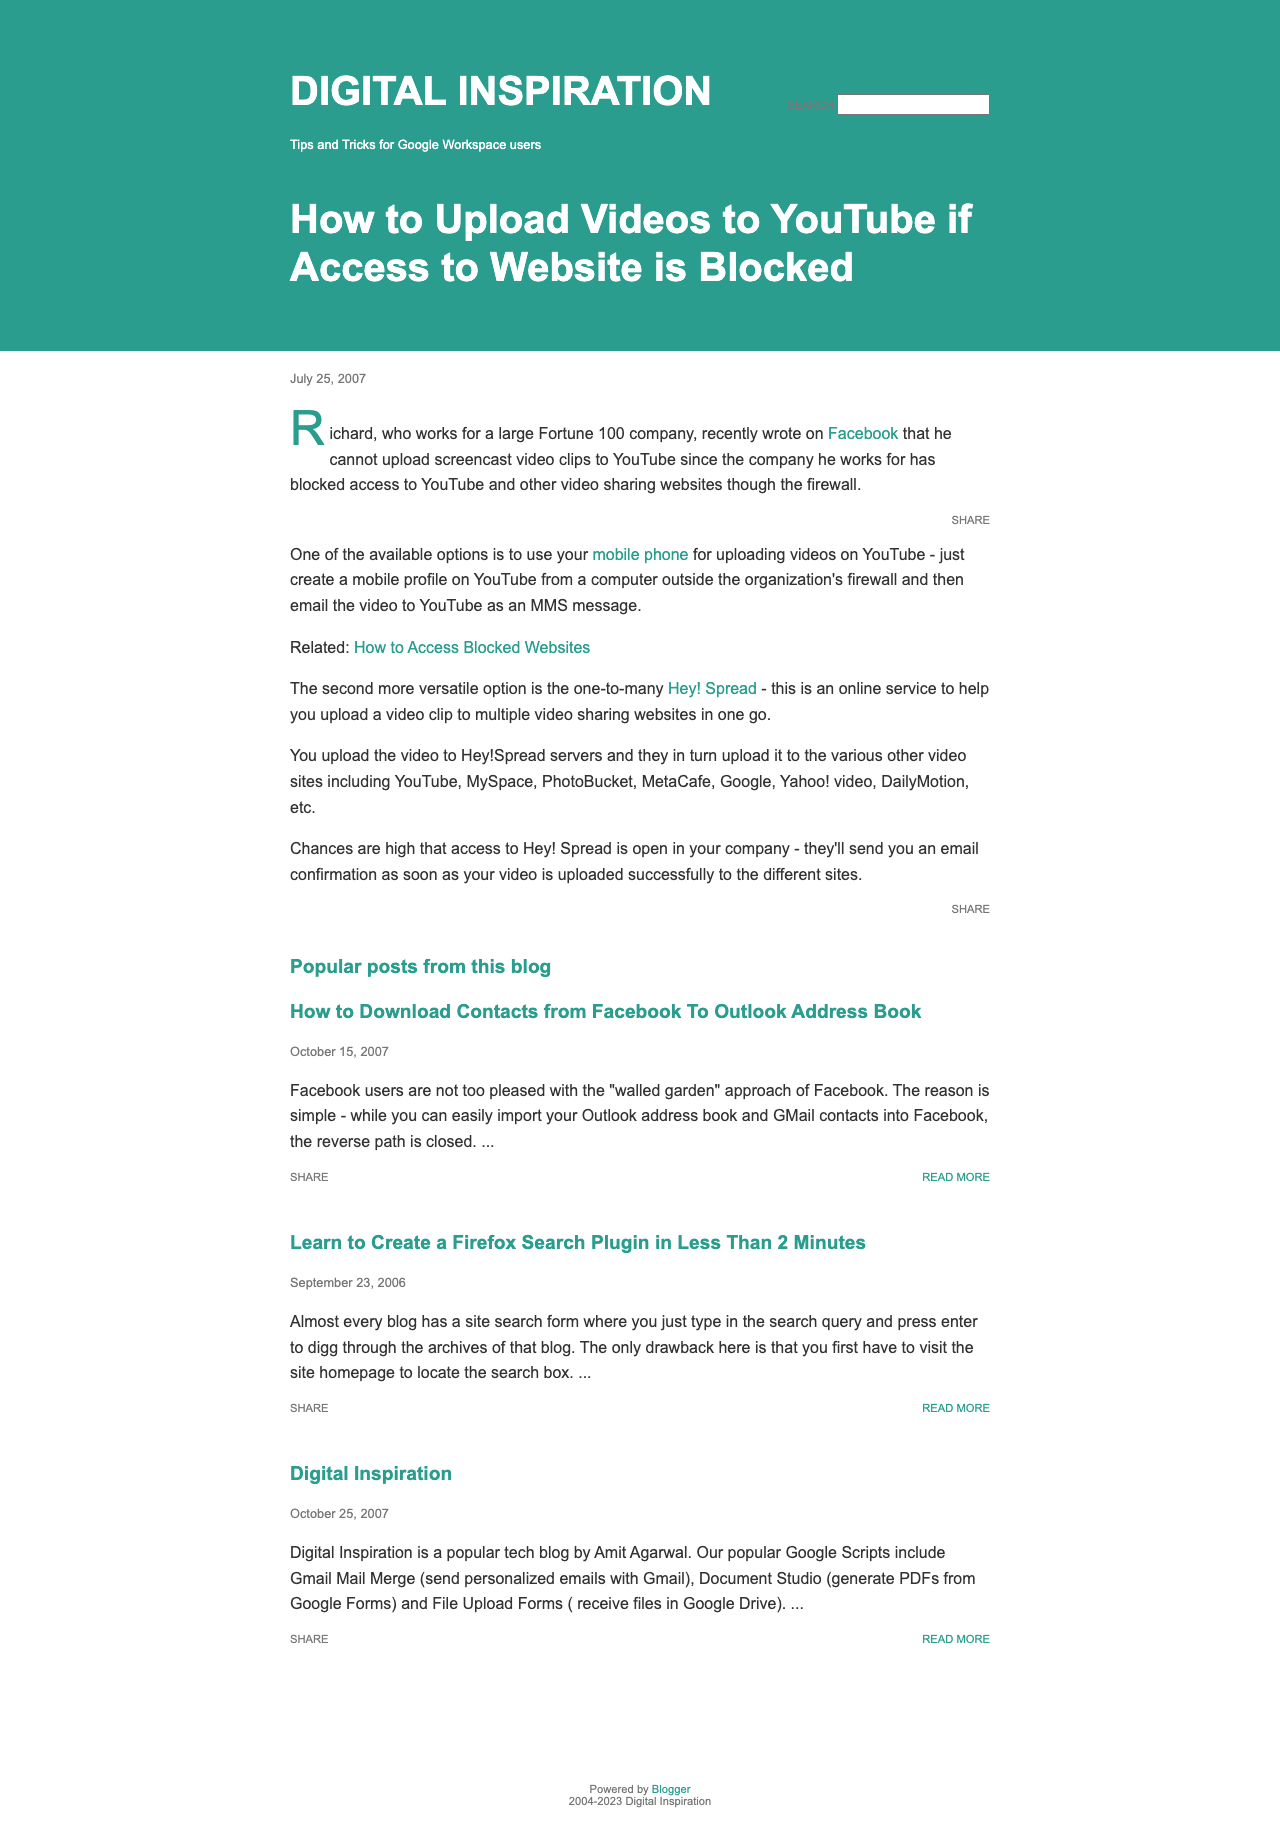 DIGITAL INSPIRATION
SEARCH
Tips and Tricks for Google Workspace users
How to Upload Videos to YouTube if
Access to Website is Blocked
July 25, 2007
Richard, who works for a large Fortune 100 company, recently wrote on Facebook that he
cannot upload screencast video clips to YouTube since the company he works for has
blocked access to YouTube and other video sharing websites though the firewall.
SHARE
One of the available options is to use your mobile phone for uploading videos on YouTube - just
create a mobile profile on YouTube from a computer outside the organization's firewall and then
email the video to YouTube as an MMS message.
Related: How to Access Blocked Websites
The second more versatile option is the one-to-many Hey! Spread - this is an online service to help
you upload a video clip to multiple video sharing websites in one go.
You upload the video to Hey!Spread servers and they in turn upload it to the various other video
sites including YouTube, MySpace, PhotoBucket, MetaCafe, Google, Yahoo! video, DailyMotion,
etc.
Chances are high that access to Hey! Spread is open in your company - they'll send you an email
confirmation as soon as your video is uploaded successfully to the different sites.
SHARE
Popular posts from this blog
How to Download Contacts from Facebook To Outlook Address Book
October 15, 2007
Facebook users are not too pleased with the "walled garden" approach of Facebook. The reason is
simple - while you can easily import your Outlook address book and GMail contacts into Facebook,
the reverse path is closed. ...
SHARE READ MORE
Learn to Create a Firefox Search Plugin in Less Than 2 Minutes
September 23, 2006
Almost every blog has a site search form where you just type in the search query and press enter
to digg through the archives of that blog. The only drawback here is that you first have to visit the
site homepage to locate the search box. ...
SHARE READ MORE
Digital Inspiration
October 25, 2007
Digital Inspiration is a popular tech blog by Amit Agarwal. Our popular Google Scripts include
Gmail Mail Merge (send personalized emails with Gmail), Document Studio (generate PDFs from
Google Forms) and File Upload Forms ( receive files in Google Drive). ...
SHARE READ MORE
Powered by Blogger
2004-2023 Digital Inspiration